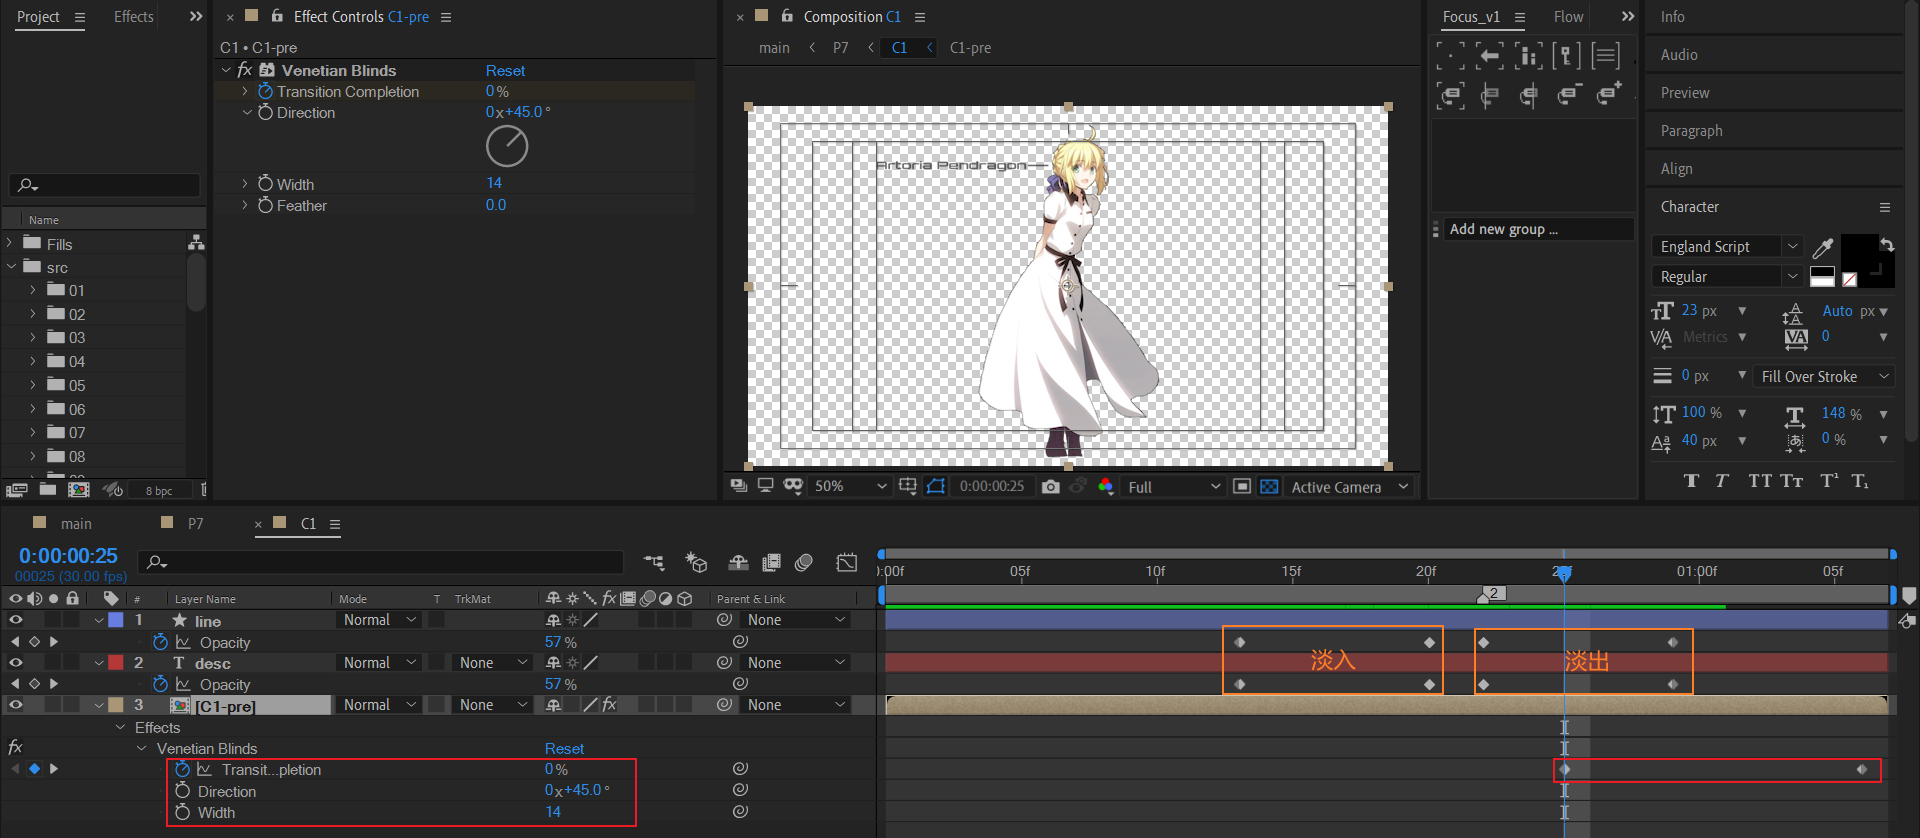 Project
Effects
Effect Controls C1-pre
C1 • C1-pre
fx Venetian Blinds Reset
Transition Completion 0 %
Direction 0x+45.0 °
Width 14
Feather 0.0
Name
Fills
src
01
02
03
04
05
06
07
08
8 bpc
Composition C1
main P7 C1 C1-pre
Artoria Pendragon
50% 0:00:00:25 Full Active Camera
Focus_v1
Flow
Add new group ...
Info
Audio
Preview
Paragraph
Align
Character
England Script
Regular
23 px Auto px
Metrics 0
0 px Fill Over Stroke
100 % 148 %
40 px 0 %
main P7 C1
0:00:00:25
00025 (30.00 fps)
# Layer Name Mode T TrkMat fx Parent & Link
:00f 05f 10f 15f 20f 01:00f 05f
2
1 line Normal None
Opacity 57 %
2 T desc Normal None None
Opacity 57 %
淡入
淡出
3 [C1-pre] Normal None fx None
Effects
fx Venetian Blinds Reset
Transit...pletion 0 %
Direction 0x+45.0 °
Width 14